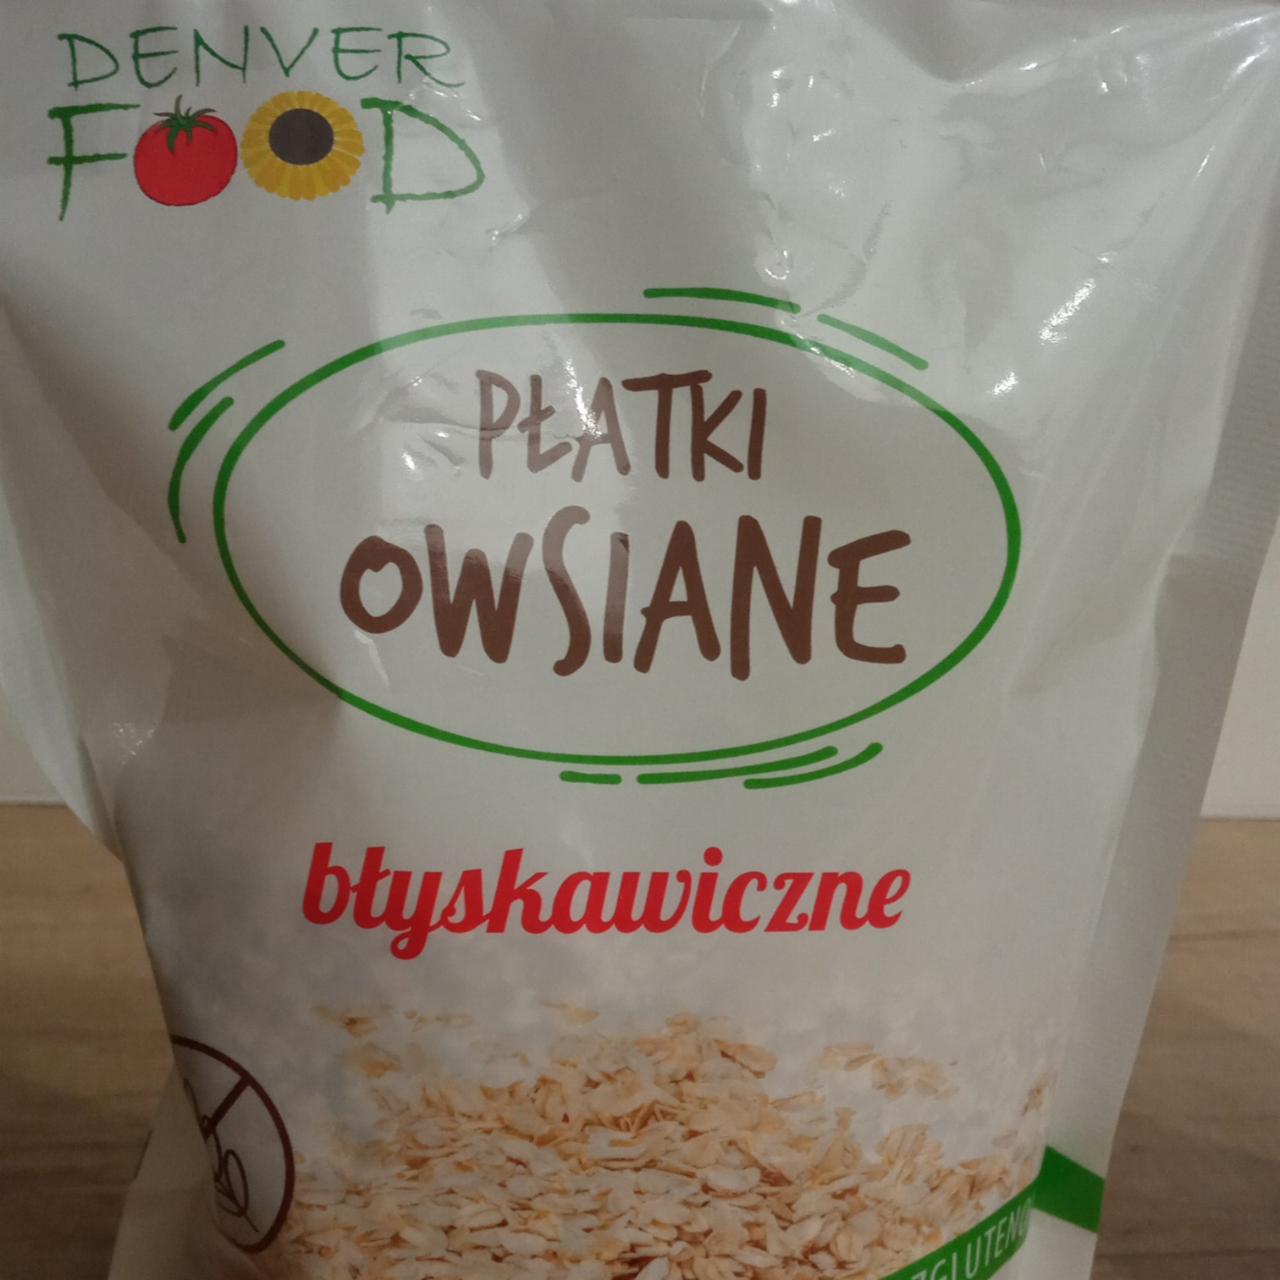 DENVER
FOOD
PŁATKI
OWSIANE
błyskawiczne